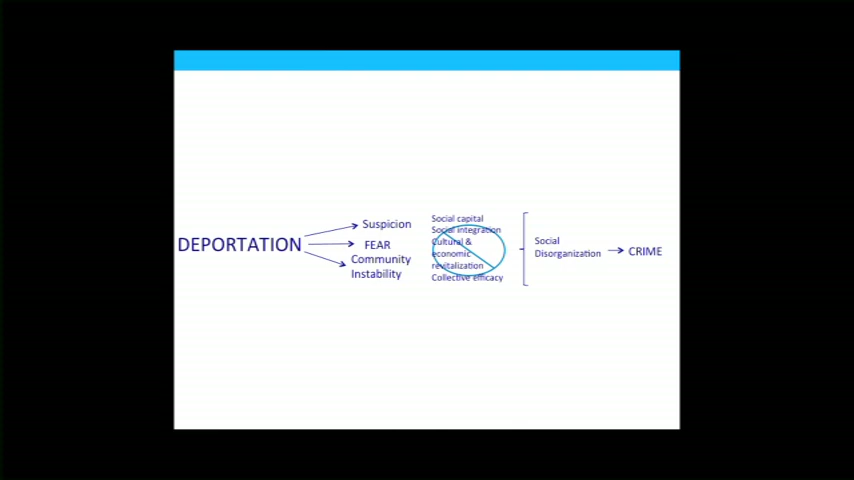 DEPORTATION
Suspicion
FEAR
Community
Instability
Social capital
Social integration
Cultural &
economic
revitalization
Collective efficacy
Social
Disorganization
CRIME